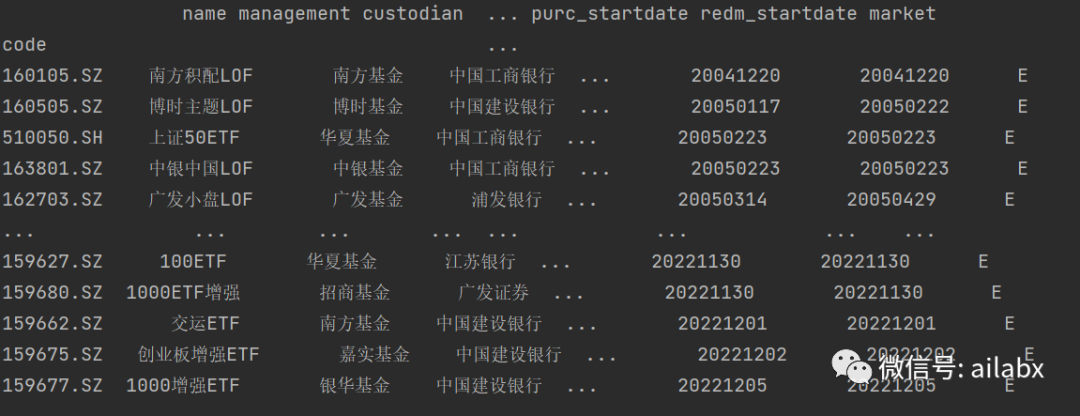 name management custodian ... purc_startdate redm_startdate market
code ...
160105.SZ 南方积配LOF 南方基金 中国工商银行 ... 20041220 20041220 E
160505.SZ 博时主题LOF 博时基金 中国建设银行 ... 20050117 20050222 E
510050.SH 上证50ETF 华夏基金 中国工商银行 ... 20050223 20050223 E
163801.SZ 中银中国LOF 中银基金 中国工商银行 ... 20050223 20050223 E
162703.SZ 广发小盘LOF 广发基金 浦发银行 ... 20050314 20050429 E
... ... ... ... ... ... ... ...
159627.SZ 100ETF 华夏基金 江苏银行 ... 20221130 20221130 E
159680.SZ 1000ETF增强 招商基金 广发证券 ... 20221130 20221130 E
159662.SZ 交运ETF 南方基金 中国建设银行 ... 20221201 20221201 E
159675.SZ 创业板增强ETF 嘉实基金 中国建设银行 ... 20221202 20221202 E
159677.SZ 1000增强ETF 银华基金 中国建设银行 ... 20221205 20221205 E
微信号: ailabx